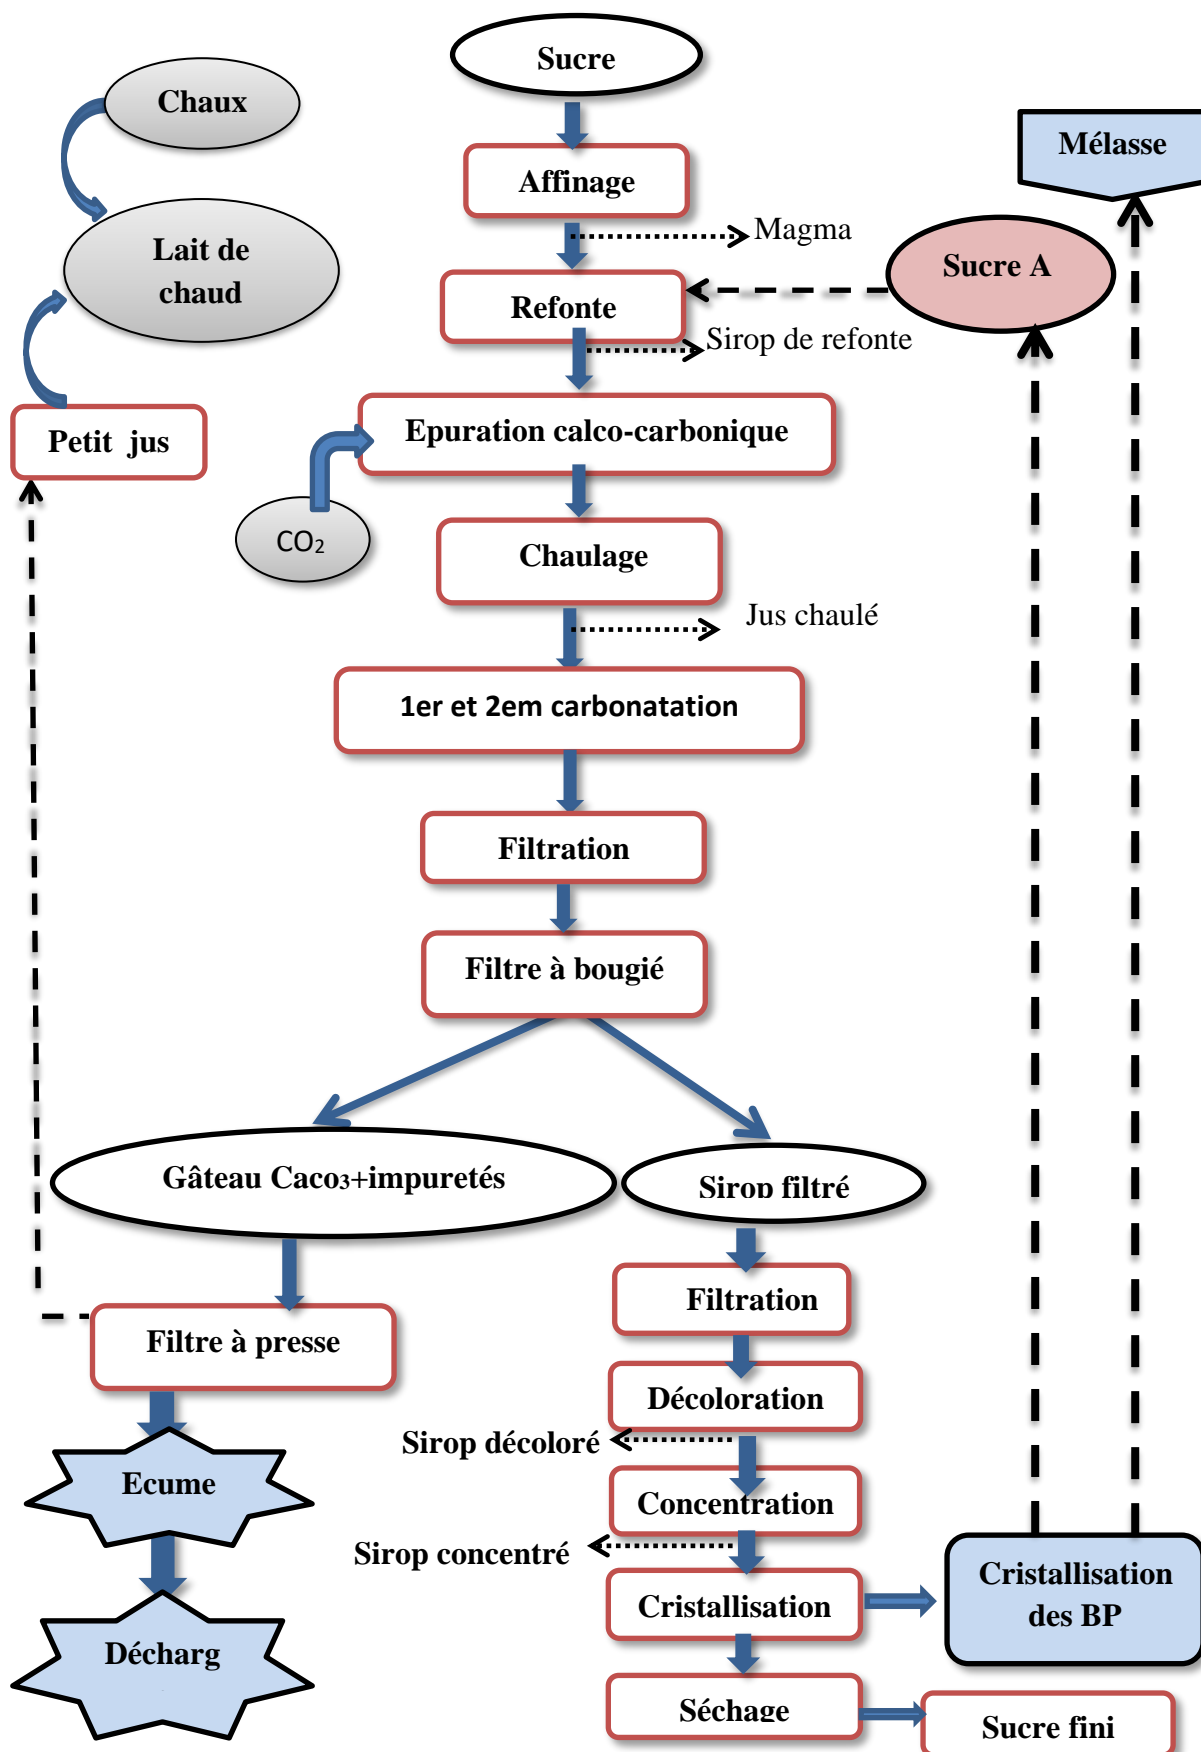 Sucre
Chaux
Mélasse
Affinage
Magma
Lait de
chaud
Sucre A
Refonte
Sirop de refonte
Petit jus
Epuration calco-carbonique
CO₂
Chaulage
Jus chaulé
1er et 2em carbonatation
Filtration
Filtre à bougié
Gâteau Caco₃+impuretés
Sirop filtré
Filtration
Filtre à presse
Décoloration
Sirop décoloré
Ecume
Concentration
Sirop concentré
Cristallisation
Cristallisation
des BP
Décharg
Séchage
Sucre fini